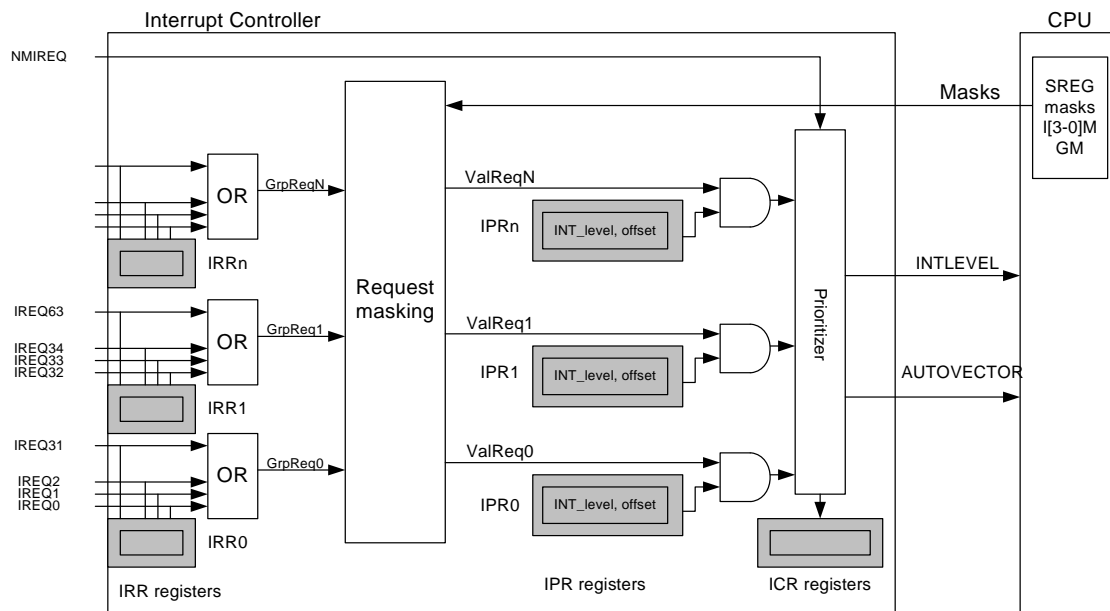 Interrupt Controller
CPU
NMIREQ
Masks
SREG
masks
I[3-0]M
GM
OR
GrpReqN
ValReqN
IPRn
INT_level, offset
IRRn
INTLEVEL
Request
masking
Prioritizer
IREQ63
OR
GrpReq1
ValReq1
IREQ34
IREQ33
IREQ32
IPR1
INT_level, offset
AUTOVECTOR
IRR1
IREQ31
OR
GrpReq0
ValReq0
IREQ2
IREQ1
IREQ0
IPR0
INT_level, offset
IRR0
IRR registers
IPR registers
ICR registers